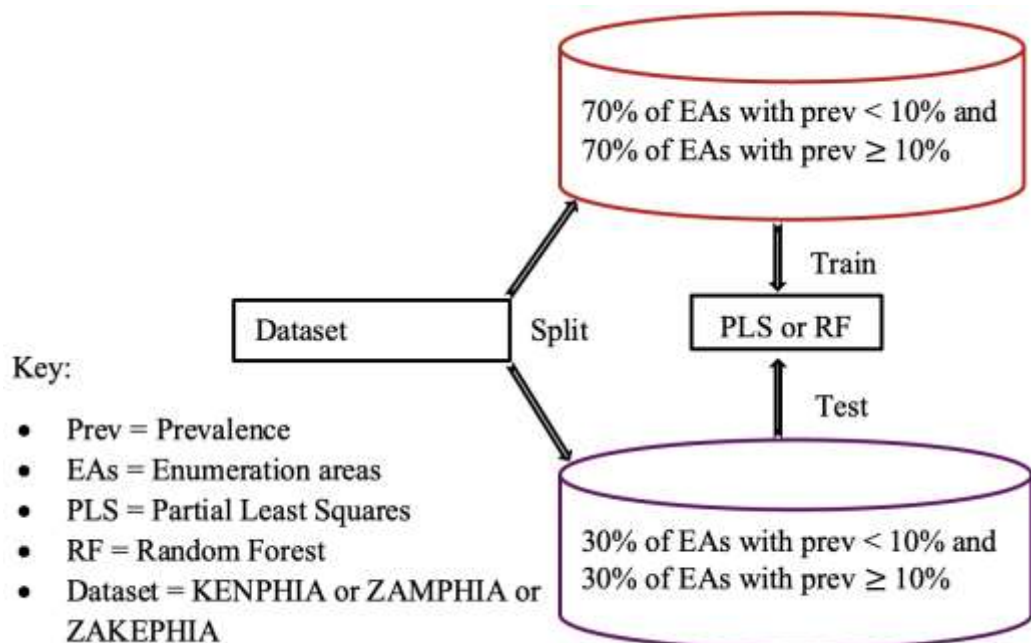 70% of EAs with prev < 10% and
70% of EAs with prev ≥ 10%
Train
Dataset
Split
PLS or RF
Test
30% of EAs with prev < 10% and
30% of EAs with prev ≥ 10%
Key:
• Prev = Prevalence
• EAs = Enumeration areas
• PLS = Partial Least Squares
• RF = Random Forest
• Dataset = KENPHIA or ZAMPHIA or
ZAKEPHIA